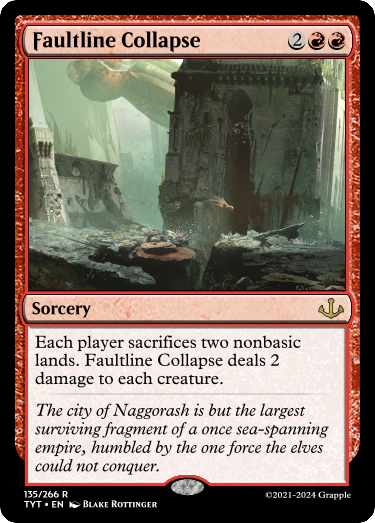 Faultline Collapse 2
Sorcery
Each player sacrifices two nonbasic
lands. Faultline Collapse deals 2
damage to each creature.
The city of Naggorash is but the largest
surviving fragment of a once sea-spanning
empire, humbled by the one force the elves
could not conquer.
135/266 R
TYT • EN Blake Rottinger
©2021-2024 Grapple